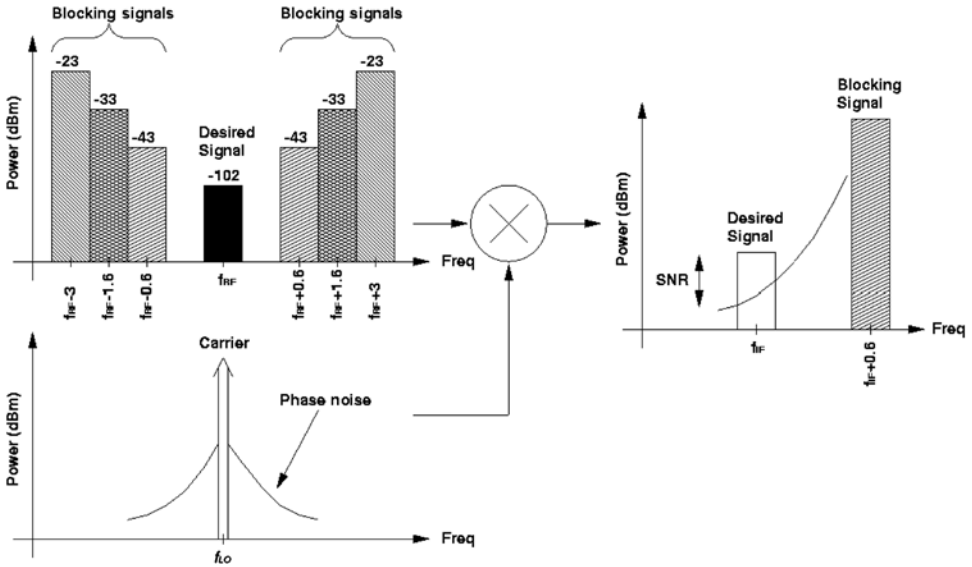 Blocking signals
Blocking signals
Power (dBm)
-23
-33
-43
Desired
Signal
-102
-43
-33
-23
Freq
fRF-3
fRF-1.6
fRF-0.6
fRF
fRF+0.6
fRF+1.6
fRF+3
Power (dBm)
Carrier
Phase noise
Freq
fLO
Power (dBm)
Blocking
Signal
Desired
Signal
SNR
Freq
fIF
fIF+0.6